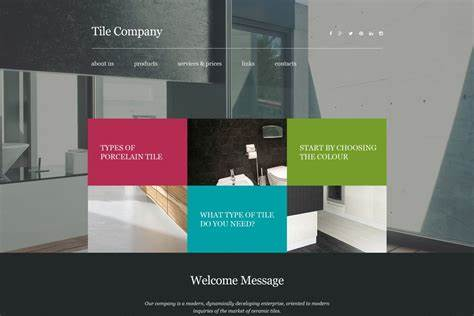 Tile Company
about us
products
services & prices
links
contacts
TYPES OF
PORCELAIN TILE
START BY CHOOSING
THE COLOUR
WHAT TYPE OF TILE
DO YOU NEED?
Welcome Message
Our company is a modern, dynamically developing enterprise, oriented to modern
inquiries of the market of ceramic tiles.